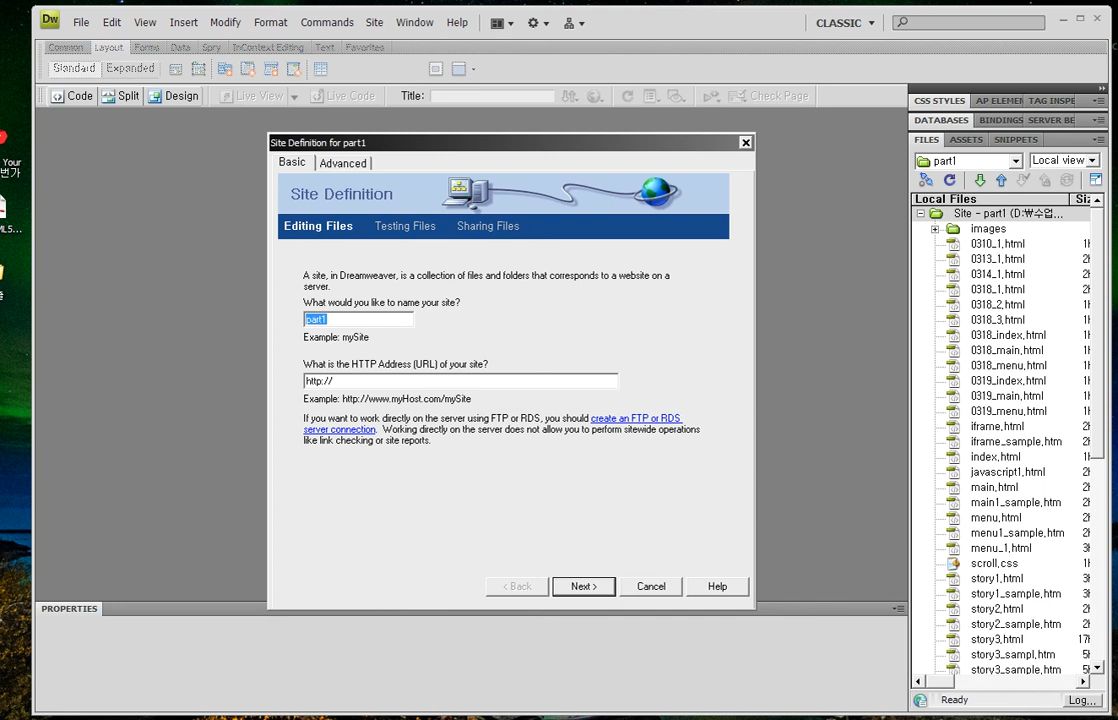 Dw File Edit View Insert Modify Format Commands Site Window Help CLASSIC
Common Layout Forms Data Spry InContext Editing Text Favorites
Standard Expanded
Code Split Design Live View Live Code Title: Check Page
CSS STYLES AP ELEMEN TAG INSPE
DATABASES BINDINGS SERVER BE
FILES ASSETS SNIPPETS
part1 Local view
Local Files Siz
Site - part1 (D:₩수업...
images
0310_1.html
0313_1.html
0314_1.html
0318_1.html
0318_2.html
0318_3.html
0318_index.html
0318_main.html
0318_menu.html
0319_index.html
0319_main.html
0319_menu.html
iframe.html
iframe_sample.htm
index.html
javascript1.html
main.html
main1_sample.htm
menu.html
menu1_sample.htm
menu_1.html
scroll.css
story1.html
story1_sample.htm
story2.html
story2_sample.htm
story3.html 17
story3_sampl.htm
story3_sample.htm
Ready Log...
Site Definition for part1
Basic Advanced
Site Definition
Editing Files Testing Files Sharing Files
A site, in Dreamweaver, is a collection of files and folders that corresponds to a website on a
server.
What would you like to name your site?
part1
Example: mySite
What is the HTTP Address (URL) of your site?
http://
Example: http://www.myHost.com/mySite
If you want to work directly on the server using FTP or RDS, you should create an FTP or RDS
server connection. Working directly on the server does not allow you to perform sitewide operations
like link checking or site reports.
< Back Next > Cancel Help
PROPERTIES
Your
번가
ML5...